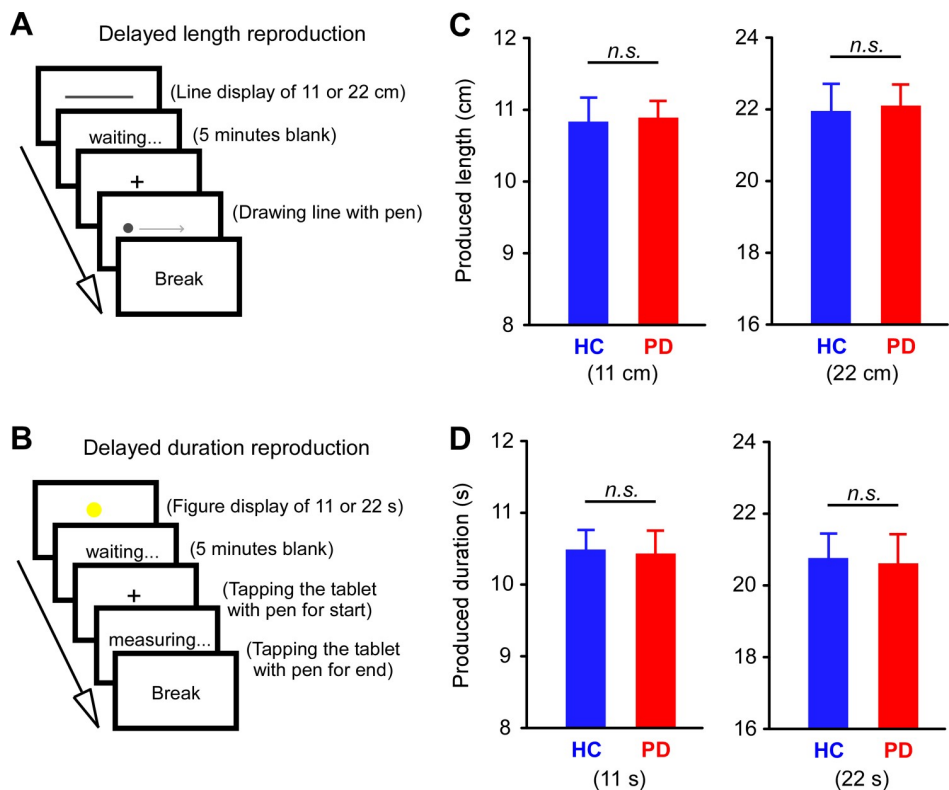 A
Delayed length reproduction
(Line display of 11 or 22 cm)
waiting...
(5 minutes blank)
+
(Drawing line with pen)
Break
B
Delayed duration reproduction
(Figure display of 11 or 22 s)
waiting...
(5 minutes blank)
+
(Tapping the tablet
with pen for start)
measuring...
(Tapping the tablet
with pen for end)
Break
C
Produced length (cm)
12
11
10
9
8
n.s.
HC PD
(11 cm)
24
22
20
18
16
n.s.
HC PD
(22 cm)
D
Produced duration (s)
12
11
10
9
8
n.s.
HC PD
(11 s)
24
22
20
18
16
n.s.
HC PD
(22 s)